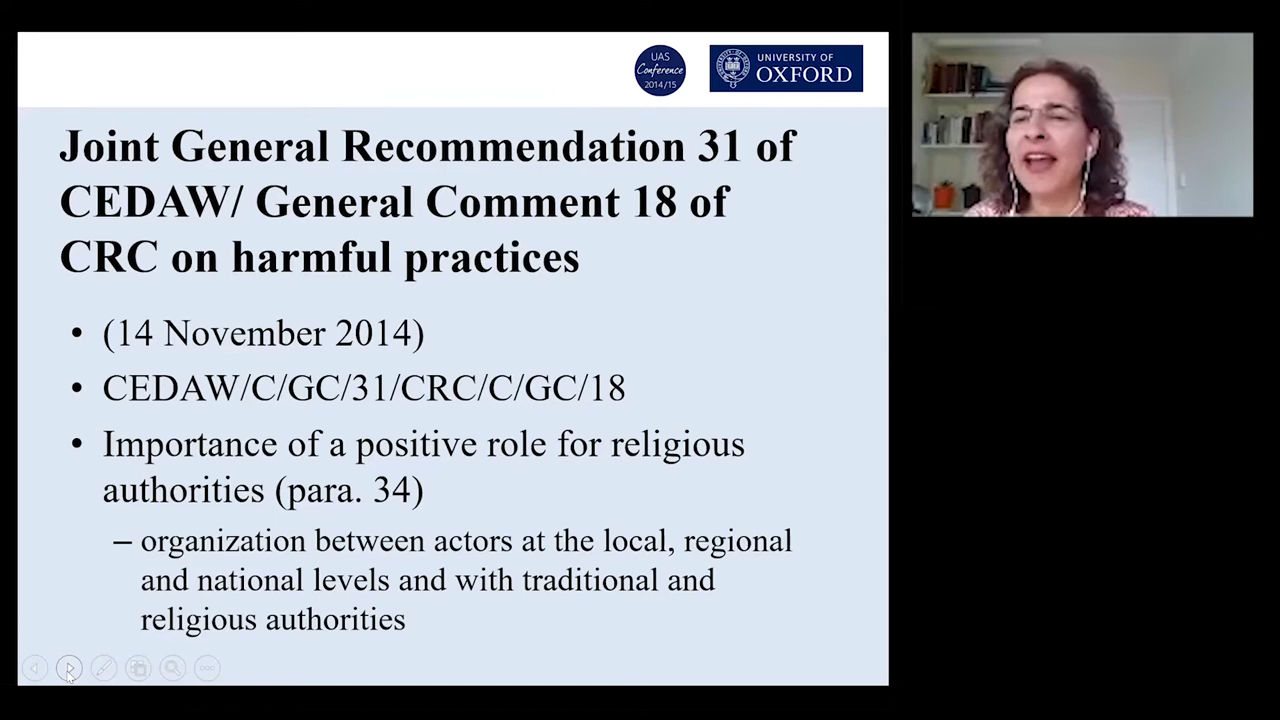 UAS
Conference
2014/15
UNIVERSITY OF
OXFORD
Joint General Recommendation 31 of
CEDAW/ General Comment 18 of
CRC on harmful practices
• (14 November 2014)
• CEDAW/C/GC/31/CRC/C/GC/18
• Importance of a positive role for religious
authorities (para. 34)
– organization between actors at the local, regional
and national levels and with traditional and
religious authorities